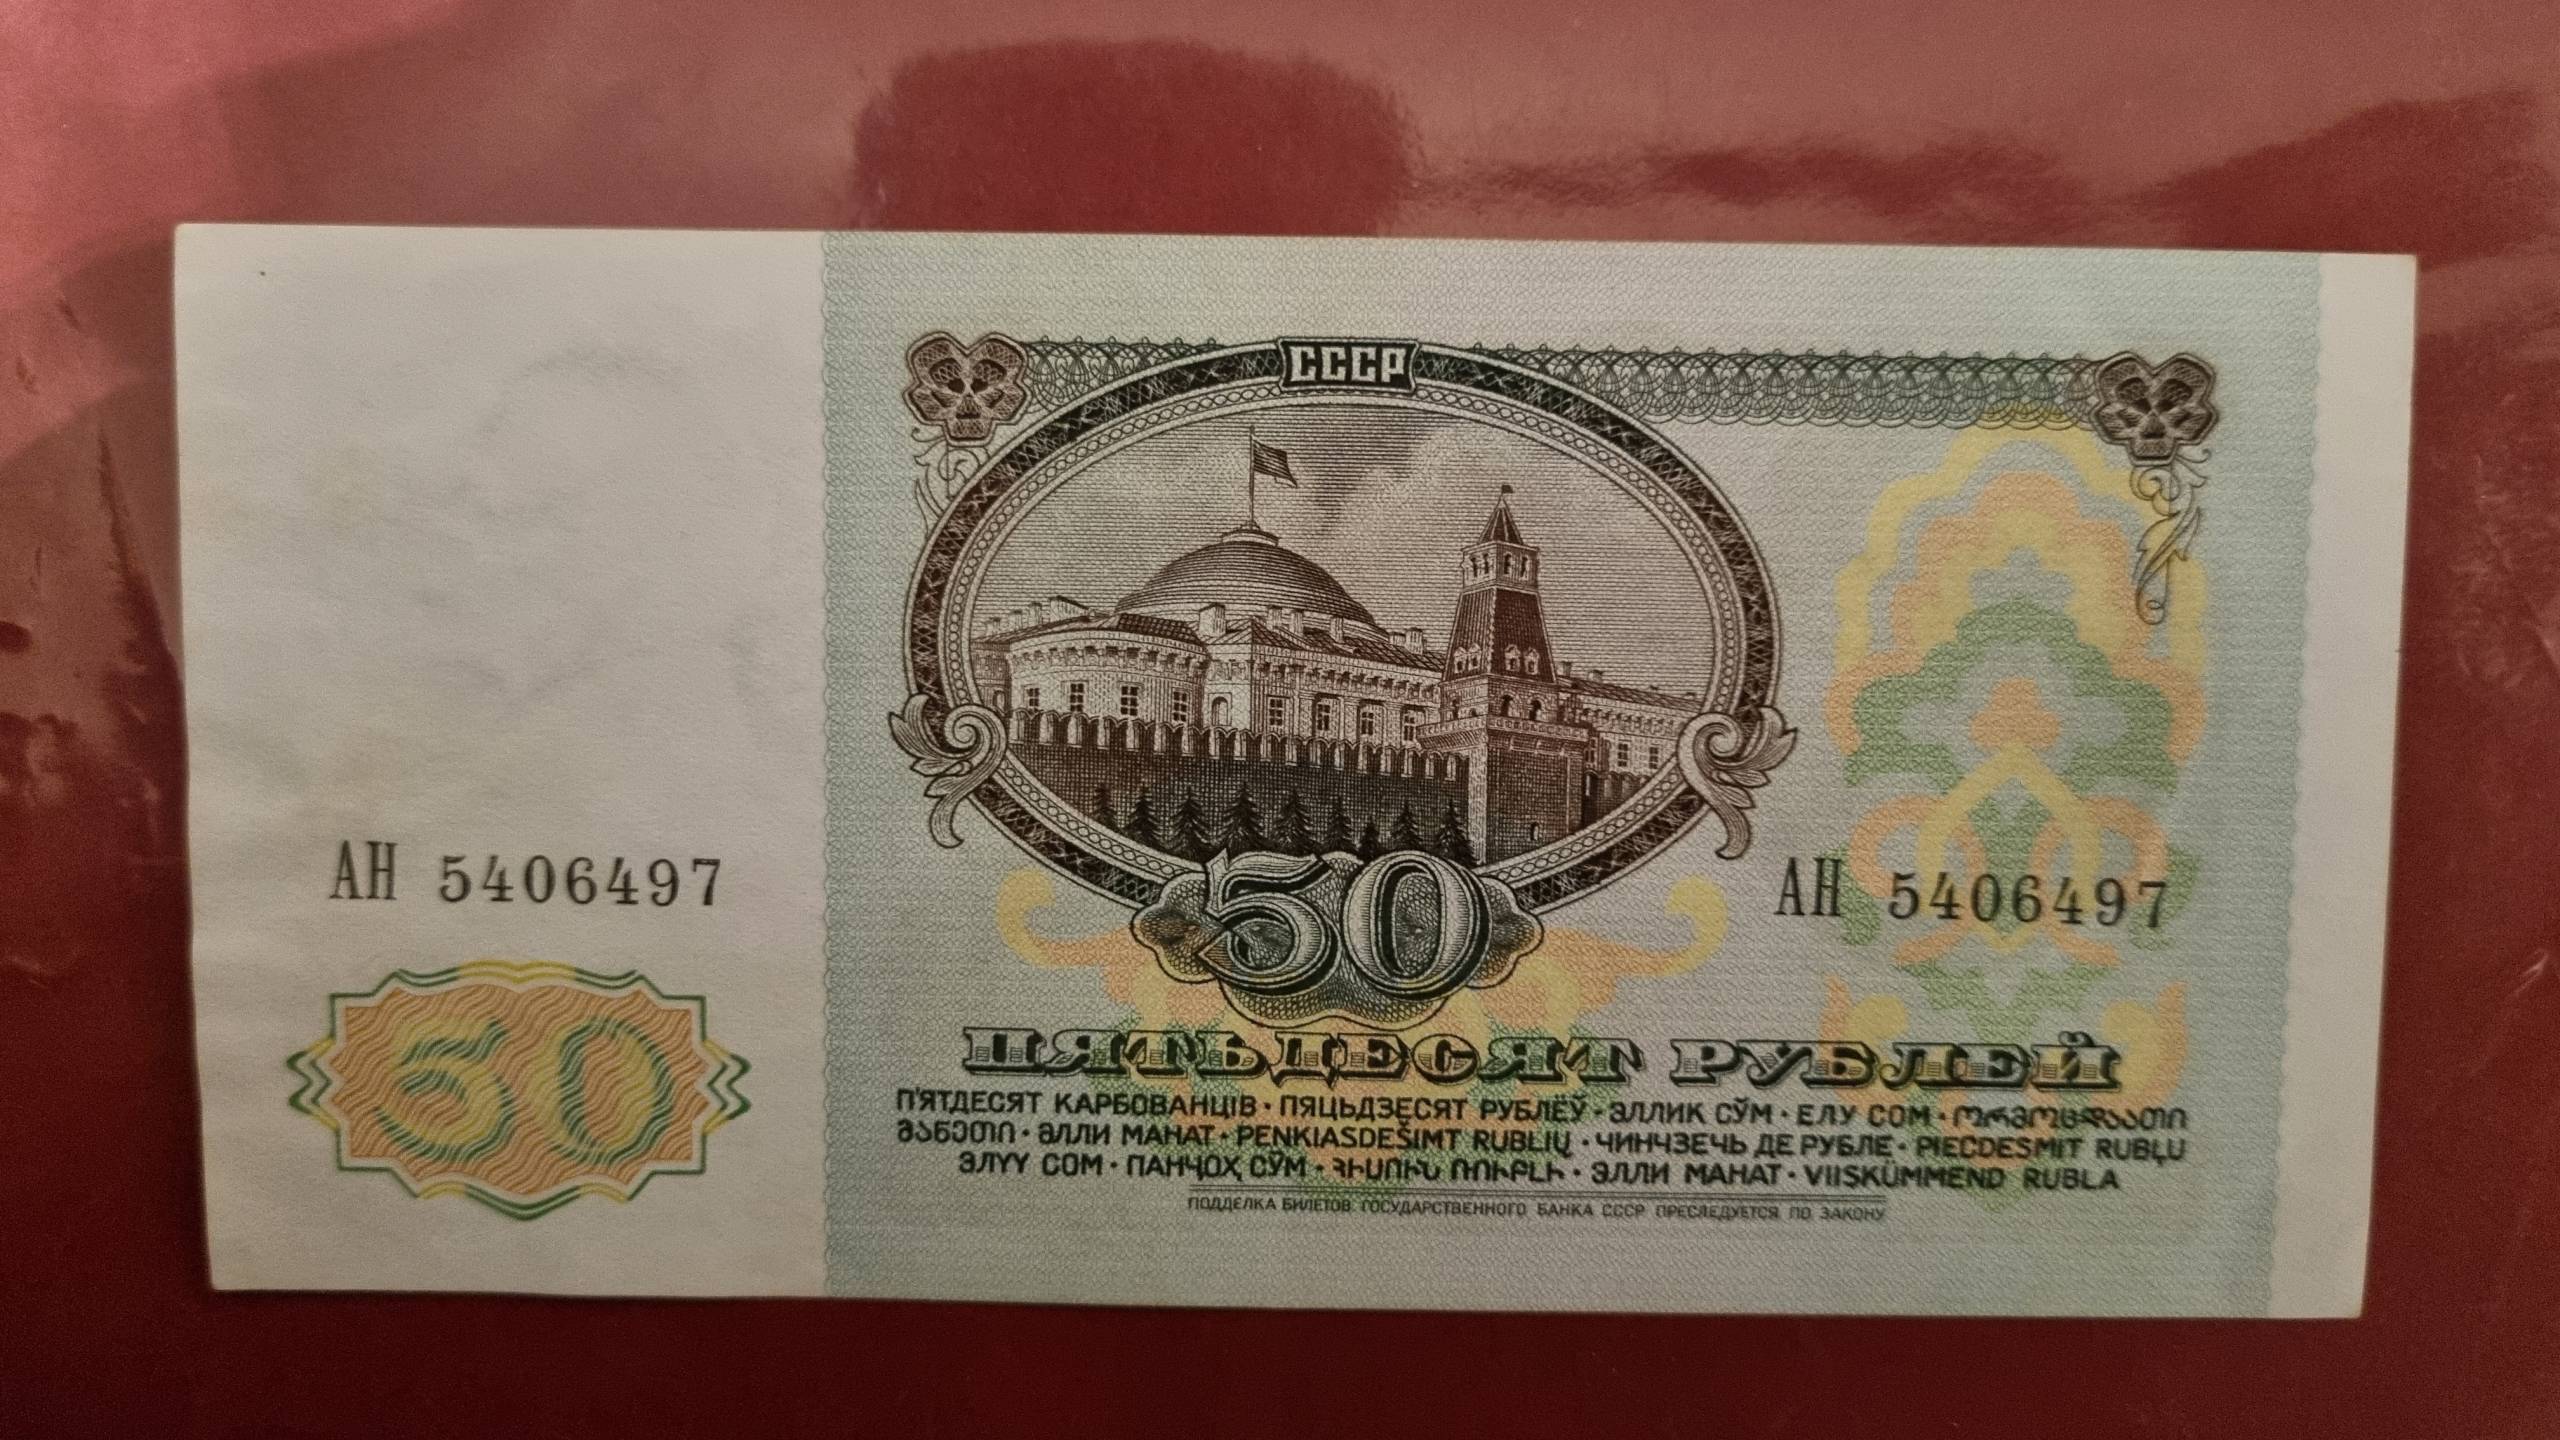 СССР
АН 5406497
50
50
АН 5406497
ПЯТЬДЕСЯТ РУБЛЕЙ
П'ЯТДЕСЯТ КАРБОВАНЦІВ · ПЯЦЬДЗЕСЯТ РУБЛЁЎ · ЭЛЛИК СЎМ · ЕЛУ СОМ · ორმოცდაათი
მანეთი · ӘЛЛИ МАНАТ · PENKIASDEŠIMT RUBLIŲ · ЧИНЧЗЕЧЬ ДЕ РУБЛЕ · PIECDESMIT RUBĻU
ЭЛҮҮ СОМ · ПАНҶОҲ СӮМ · ՀԻՍՈՒՆ ՌՈՒԲԼԻ · ЭЛЛИ МАНАТ · VIISKÜMMEND RUBLA
ПОДДЕЛКА БИЛЕТОВ ГОСУДАРСТВЕННОГО БАНКА СССР ПРЕСЛЕДУЕТСЯ ПО ЗАКОНУ